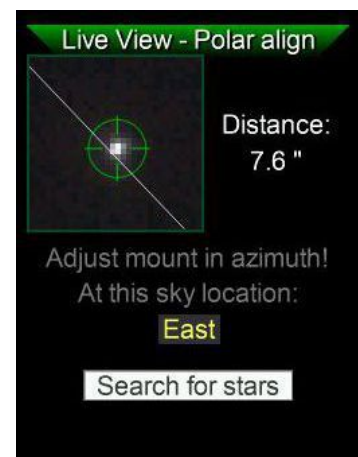 Live View - Polar align
Distance:
7.6 "
Adjust mount in azimuth!
At this sky location:
East
Search for stars